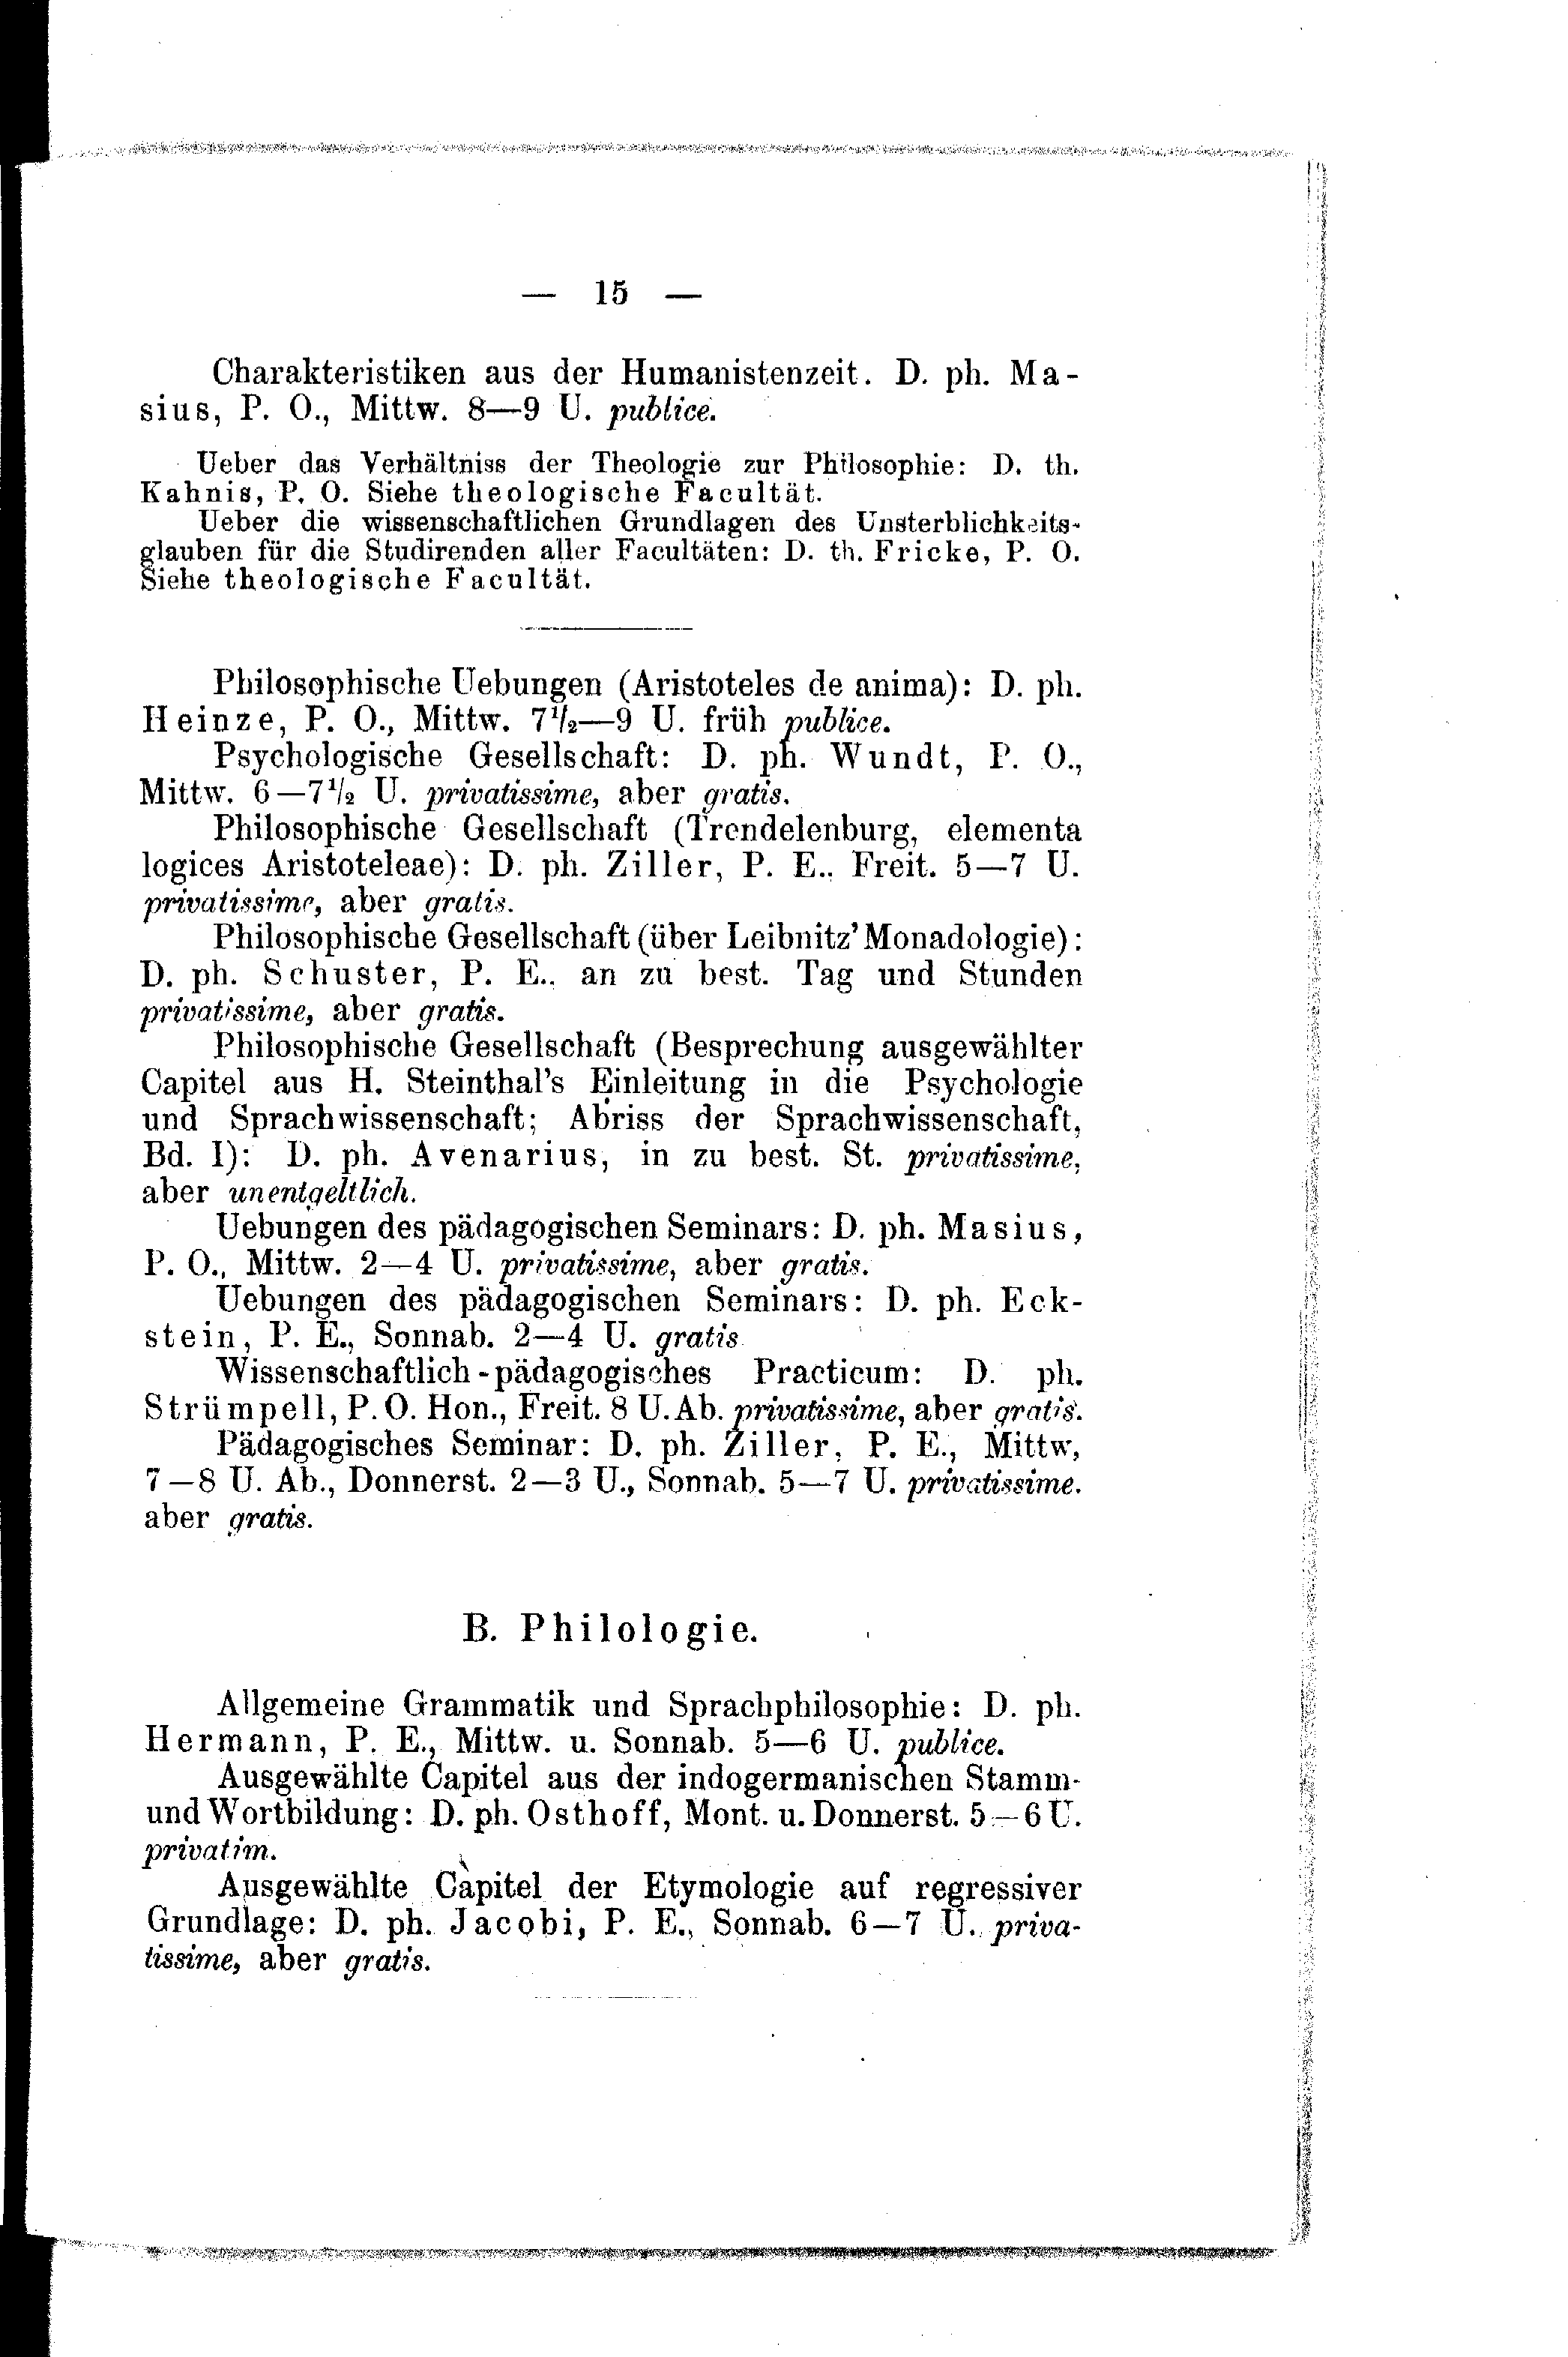 — 15 —
Charakteristiken aus der Humanistenzeit. D. ph. Ma-
sius, P. O., Mittw. 8—9 U. publice.
Ueber das Verhältniss der Theologie zur Philosophie: D. th.
Kahnis, P. O. Siehe theologische Facultät.
Ueber die wissenschaftlichen Grundlagen des Unsterblichkeits-
glauben für die Studirenden aller Facultäten: D. th. Fricke, P. O.
Siehe theologische Facultät.
Philosophische Uebungen (Aristoteles de anima): D. ph.
Heinze, P. O., Mittw. 7½—9 U. früh publice.
Psychologische Gesellschaft: D. ph. Wundt, P. O.,
Mittw. 6—7½ U. privatissime, aber gratis.
Philosophische Gesellschaft (Trendelenburg, elementa
logices Aristoteleae): D. ph. Ziller, P. E., Freit. 5—7 U.
privatissime, aber gratis.
Philosophische Gesellschaft (über Leibnitz' Monadologie):
D. ph. Schuster, P. E., an zu best. Tag und Stunden
privatissime, aber gratis.
Philosophische Gesellschaft (Besprechung ausgewählter
Capitel aus H. Steinthal's Einleitung in die Psychologie
und Sprachwissenschaft; Abriss der Sprachwissenschaft,
Bd. I): D. ph. Avenarius, in zu best. St. privatissime,
aber unentgeltlich.
Uebungen des pädagogischen Seminars: D. ph. Masius,
P. O., Mittw. 2—4 U. privatissime, aber gratis.
Uebungen des pädagogischen Seminars: D. ph. Eck-
stein, P. E., Sonnab. 2—4 U. gratis
Wissenschaftlich-pädagogisches Practicum: D. ph.
Strümpell, P. O. Hon., Freit. 8 U. Ab. privatissime, aber gratis.
Pädagogisches Seminar: D. ph. Ziller, P. E., Mittw,
7—8 U. Ab., Donnerst. 2—3 U., Sonnab. 5—7 U. privatissime.
aber gratis.
B. Philologie.
Allgemeine Grammatik und Sprachphilosophie: D. ph.
Hermann, P. E., Mittw. u. Sonnab. 5—6 U. publice.
Ausgewählte Capitel aus der indogermanischen Stamm-
und Wortbildung: D. ph. Osthoff, Mont. u. Donnerst. 5—6 U.
privatim.
Ausgewählte Capitel der Etymologie auf regressiver
Grundlage: D. ph. Jacobi, P. E., Sonnab. 6—7 U. priva-
tissime, aber gratis.